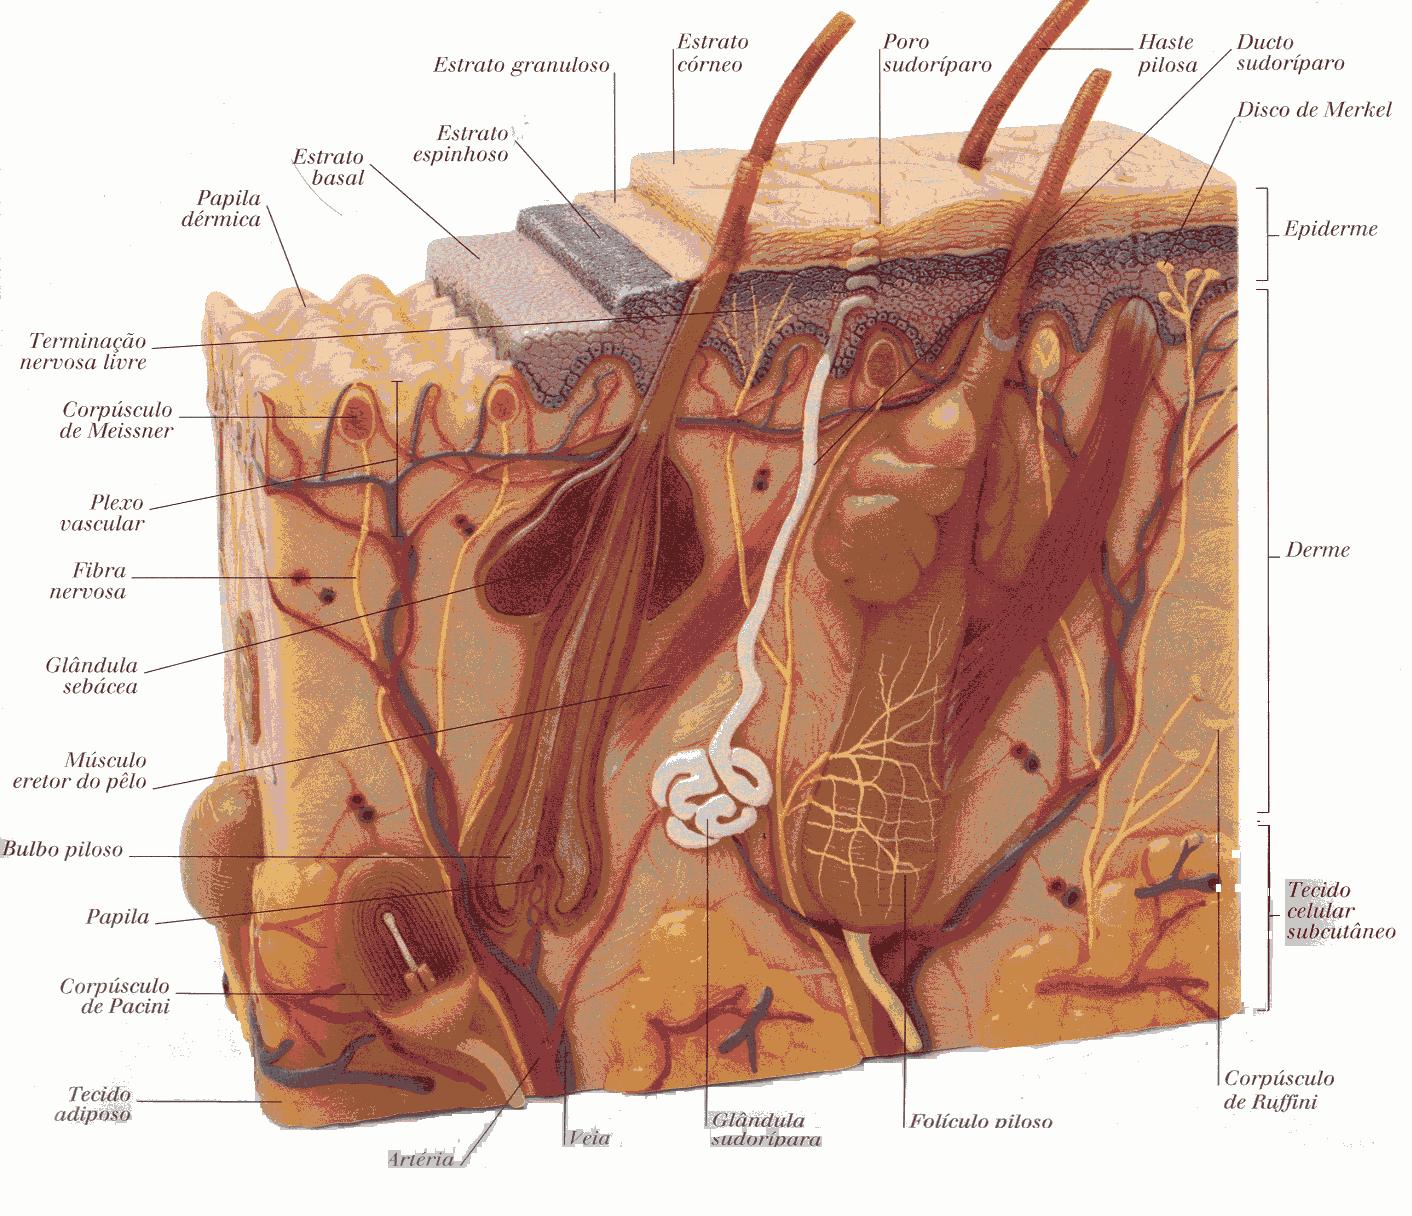 Estrato
córneo
Poro
sudoríparo
Haste
pilosa
Ducto
sudoríparo
Estrato granuloso
Disco de Merkel
Estrato
espinhoso
Estrato
basal
Papila
dérmica
Epiderme
Terminação
nervosa livre
Corpúsculo
de Meissner
Plexo
vascular
Derme
Fibra
nervosa
Glândula
sebácea
Músculo
eretor do pêlo
Bulbo piloso
Papila
Tecido
celular
subcutâneo
Corpúsculo
de Pacini
Tecido
adiposo
Corpúsculo
de Ruffini
Artéria
Veia
Glândula
sudorípara
Folículo piloso